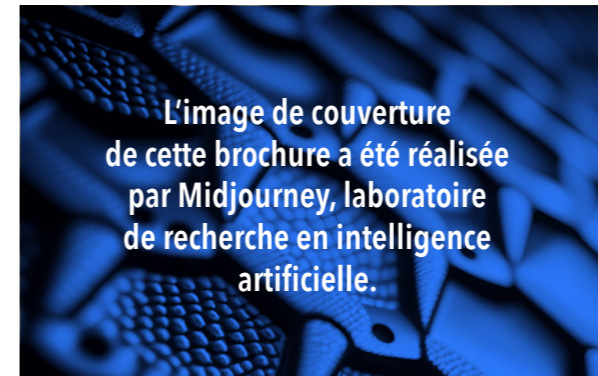 L’image de couverture
de cette brochure a été réalisée
par Midjourney, laboratoire
de recherche en intelligence
artificielle.